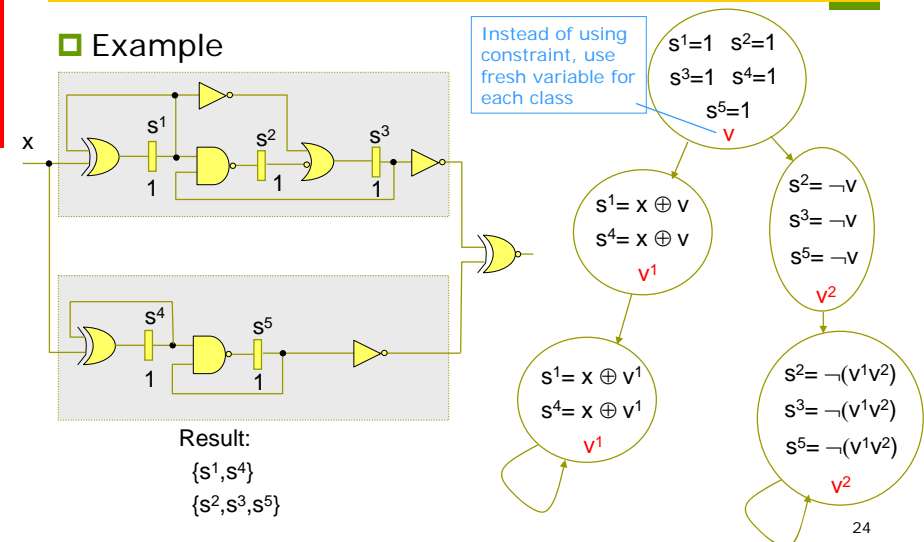 Example
Instead of using
constraint, use
fresh variable for
each class
s¹=1 s²=1
s³=1 s⁴=1
s⁵=1
v
x
s¹
s²
s³
1
1
1
s¹= x ⊕ v
s⁴= x ⊕ v
v¹
s²= ¬v
s³= ¬v
s⁵= ¬v
v²
s⁴
s⁵
1
1
s¹= x ⊕ v¹
s⁴= x ⊕ v¹
v¹
s²= ¬(v¹v²)
s³= ¬(v¹v²)
s⁵= ¬(v¹v²)
v²
Result:
{s¹,s⁴}
{s²,s³,s⁵}
24